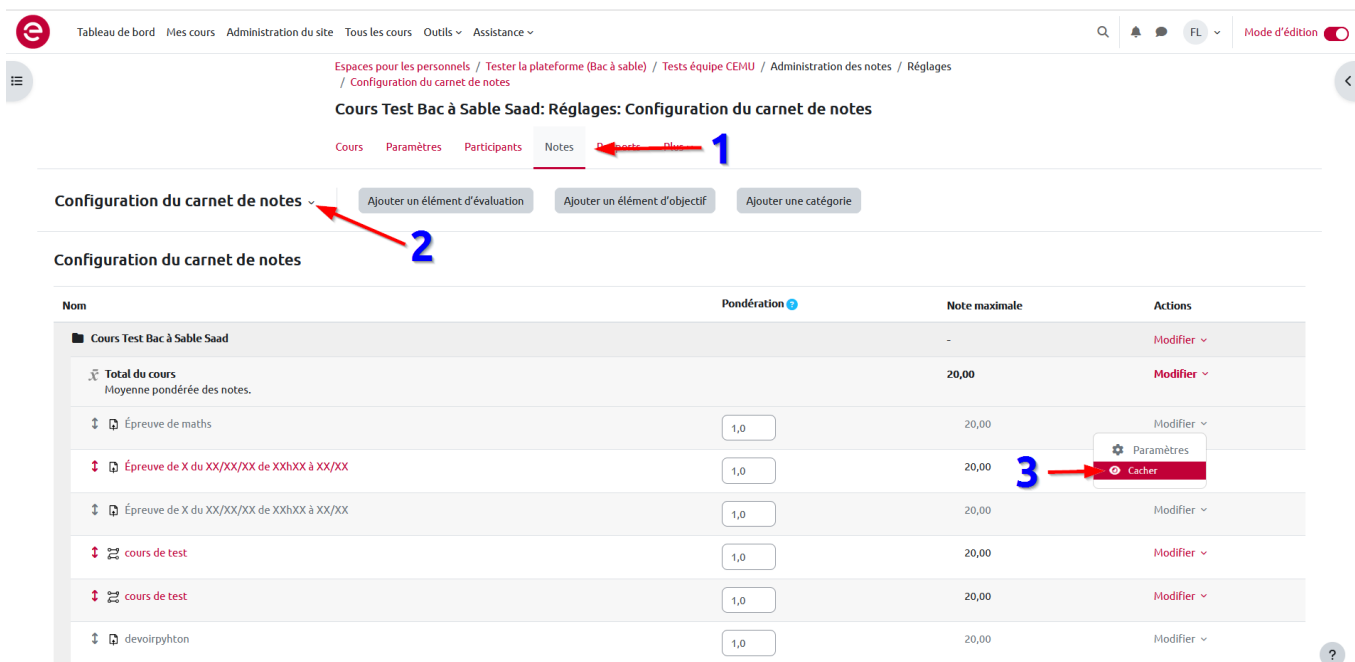 e
Tableau de bord Mes cours Administration du site Tous les cours Outils Assistance FL Mode d'édition
Espaces pour les personnels / Tester la plateforme (Bac à sable) / Tests équipe CEMU / Administration des notes / Réglages
/ Configuration du carnet de notes
Cours Test Bac à Sable Saad: Réglages: Configuration du carnet de notes
Cours Paramètres Participants Notes Rapports Plus 1
Configuration du carnet de notes Ajouter un élément d'évaluation Ajouter un élément d'objectif Ajouter une catégorie
2
Configuration du carnet de notes
Nom Pondération ? Note maximale Actions
Cours Test Bac à Sable Saad - Modifier
x̄ Total du cours 20,00 Modifier
Moyenne pondérée des notes.
Épreuve de maths 1,0 20,00 Modifier
Paramètres
Épreuve de X du XX/XX/XX de XXhXX à XX/XX 1,0 20,00 3 Cacher
Épreuve de X du XX/XX/XX de XXhXX à XX/XX 1,0 20,00 Modifier
cours de test 1,0 20,00 Modifier
cours de test 1,0 20,00 Modifier
devoirpyhton 1,0 20,00 Modifier
?